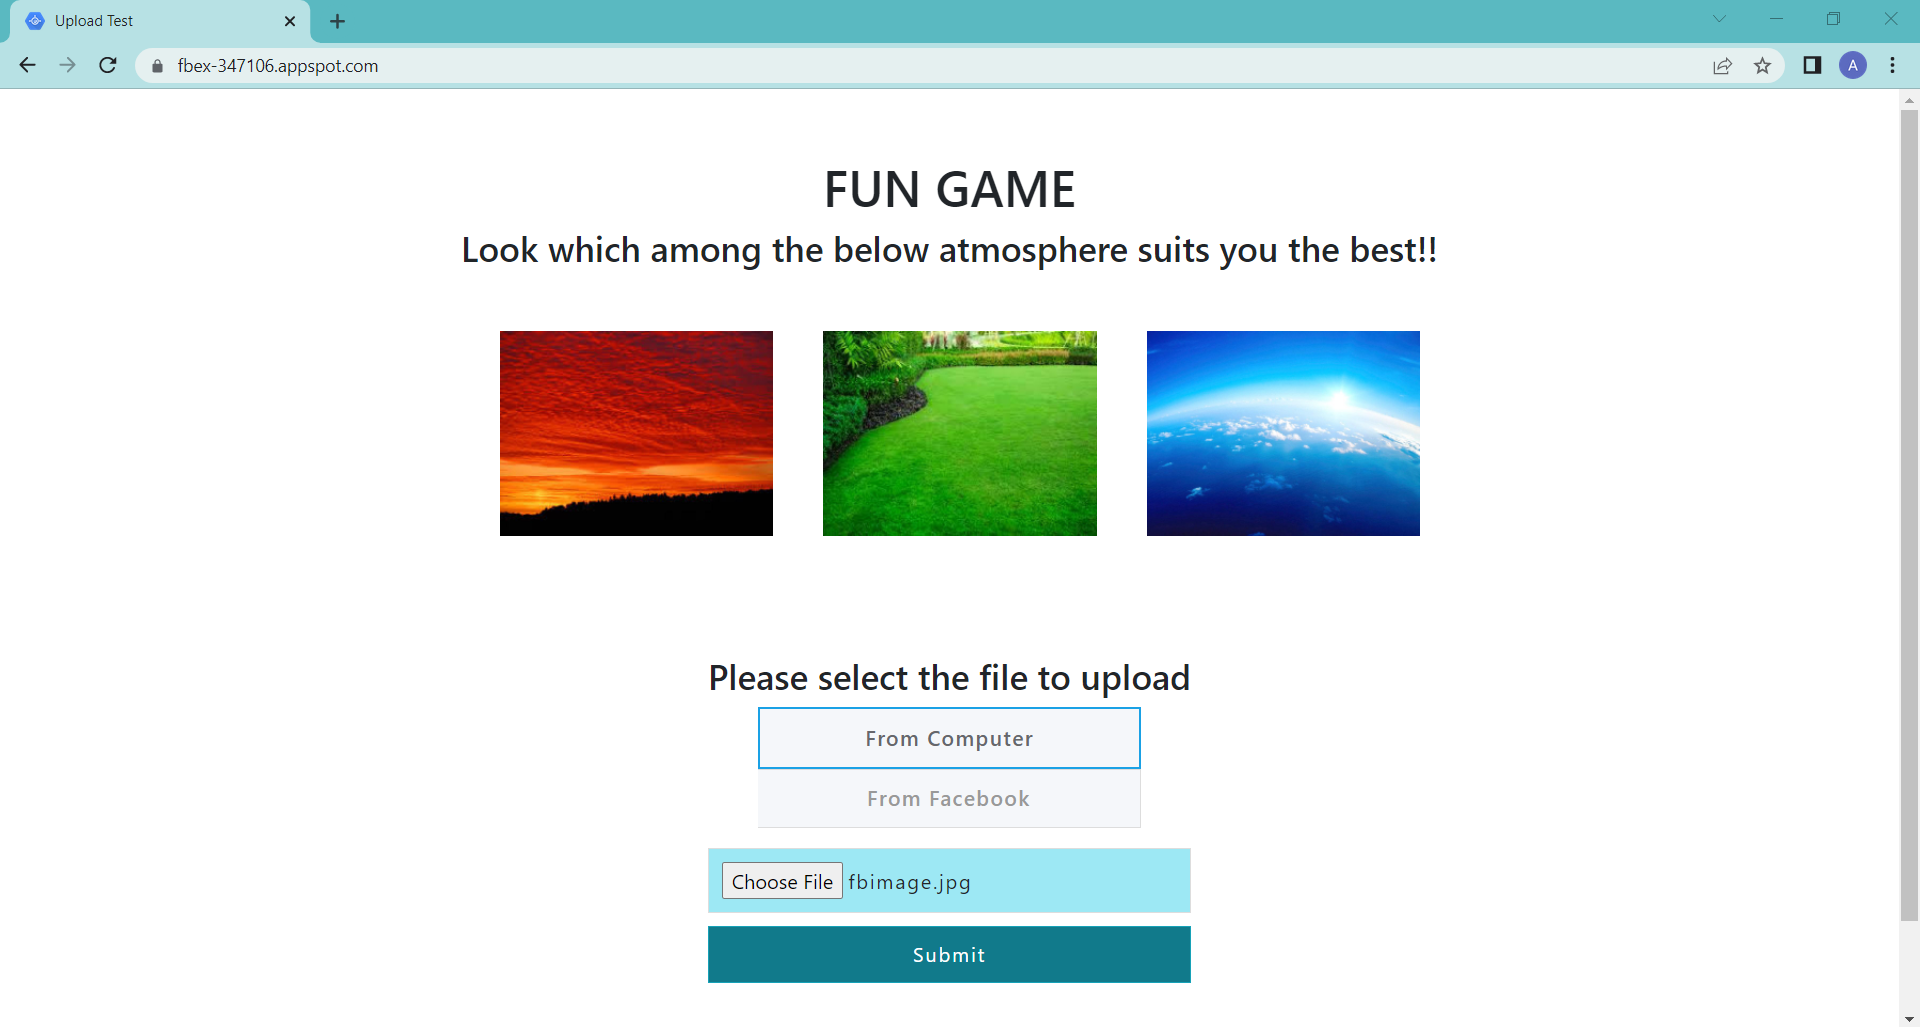 Upload Test
fbex-347106.appspot.com
A
FUN GAME
Look which among the below atmosphere suits you the best!!
Please select the file to upload
From Computer
From Facebook
Choose File fbimage.jpg
Submit